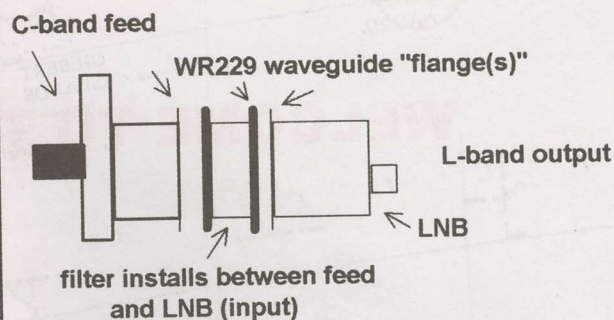 C-band feed
WR229 waveguide "flange(s)"
L-band output
LNB
filter installs between feed
and LNB (input)